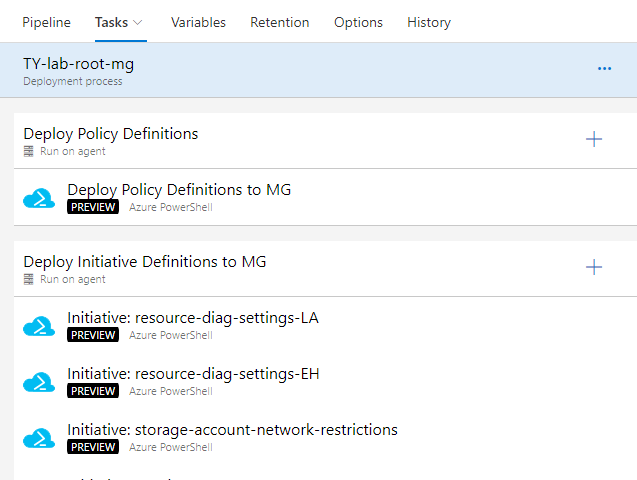 Pipeline Tasks Variables Retention Options History
TY-lab-root-mg
Deployment process
Deploy Policy Definitions
Run on agent
Deploy Policy Definitions to MG
PREVIEW Azure PowerShell
Deploy Initiative Definitions to MG
Run on agent
Initiative: resource-diag-settings-LA
PREVIEW Azure PowerShell
Initiative: resource-diag-settings-EH
PREVIEW Azure PowerShell
Initiative: storage-account-network-restrictions
PREVIEW Azure PowerShell